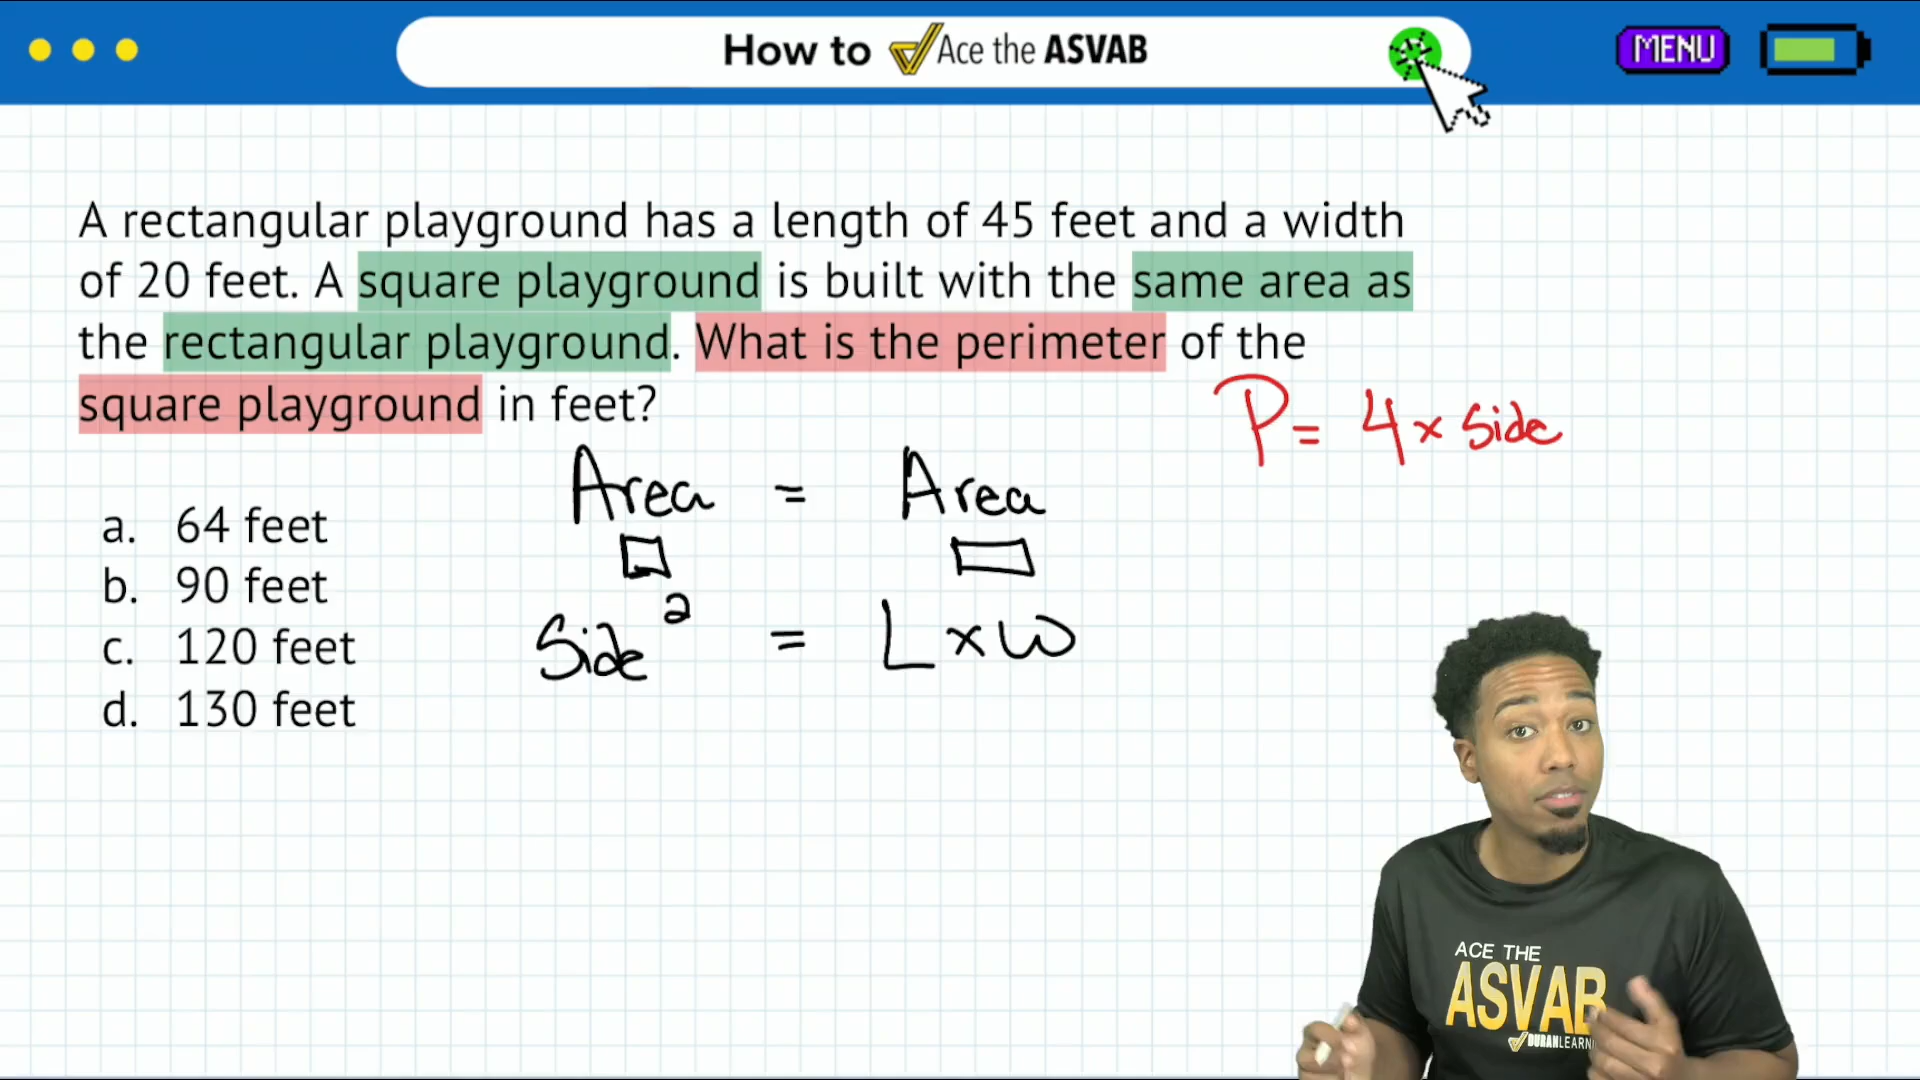 How to Ace the ASVAB
MENU
A rectangular playground has a length of 45 feet and a width
of 20 feet. A square playground is built with the same area as
the rectangular playground. What is the perimeter of the
square playground in feet?
P = 4 x side
Area = Area
a. 64 feet
b. 90 feet
c. 120 feet
d. 130 feet
Side² = L x W
ACE THE
ASVAB
DURANLEARNI